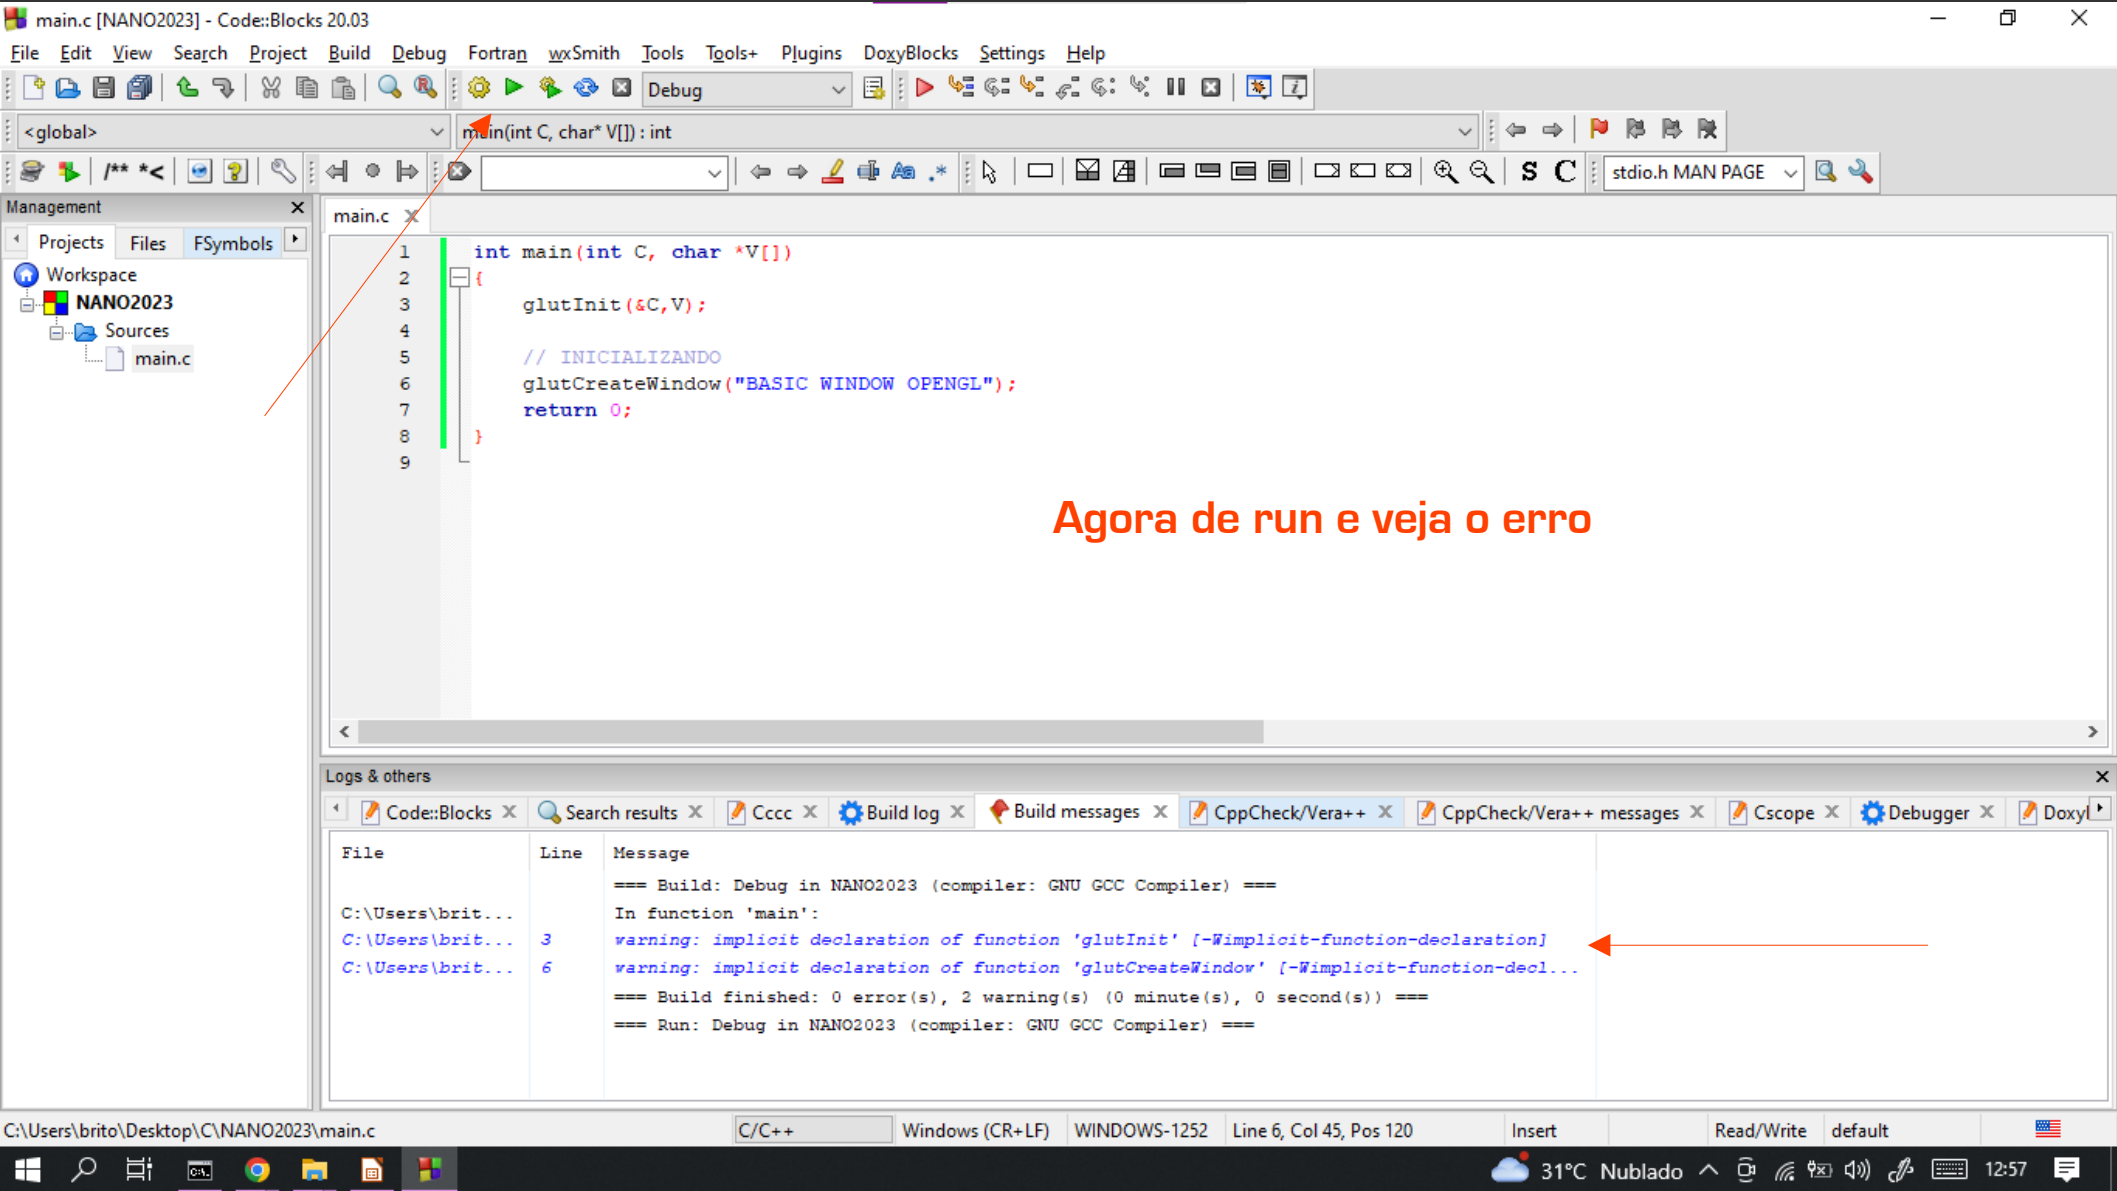 main.c [NANO2023] - Code::Blocks 20.03
File Edit View Search Project Build Debug Fortran wxSmith Tools Tools+ Plugins DoxyBlocks Settings Help
Debug
<global> main(int C, char* V[]) : int
/** *< Aa .* S C stdio.h MAN PAGE
Management
main.c
Projects Files FSymbols
Workspace
NANO2023
Sources
main.c
1 int main(int C, char *V[])
2 {
3 glutInit(&C,V);
4
5 // INICIALIZANDO
6 glutCreateWindow("BASIC WINDOW OPENGL");
7 return 0;
8 }
9
Agora de run e veja o erro
Logs & others
Code::Blocks Search results Cccc Build log Build messages CppCheck/Vera++ CppCheck/Vera++ messages Cscope Debugger Doxyl
File Line Message
=== Build: Debug in NANO2023 (compiler: GNU GCC Compiler) ===
C:\Users\brit... In function 'main':
C:\Users\brit... 3 warning: implicit declaration of function 'glutInit' [-Wimplicit-function-declaration]
C:\Users\brit... 6 warning: implicit declaration of function 'glutCreateWindow' [-Wimplicit-function-decl...
=== Build finished: 0 error(s), 2 warning(s) (0 minute(s), 0 second(s)) ===
=== Run: Debug in NANO2023 (compiler: GNU GCC Compiler) ===
C:\Users\brito\Desktop\C\NANO2023\main.c C/C++ Windows (CR+LF) WINDOWS-1252 Line 6, Col 45, Pos 120 Insert Read/Write default
31°C Nublado 12:57